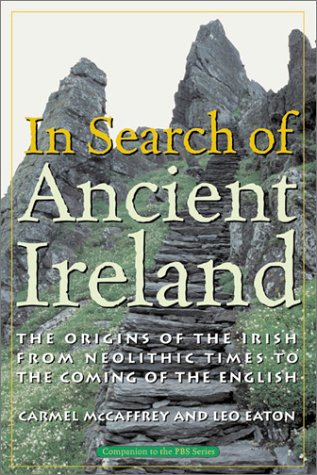 In Search of
Ancient
Ireland
THE ORIGINS OF THE IRISH
FROM NEOLITHIC TIMES TO
THE COMING OF THE ENGLISH
CARMEL McCAFFREY AND LEO EATON
Companion to the PBS Series